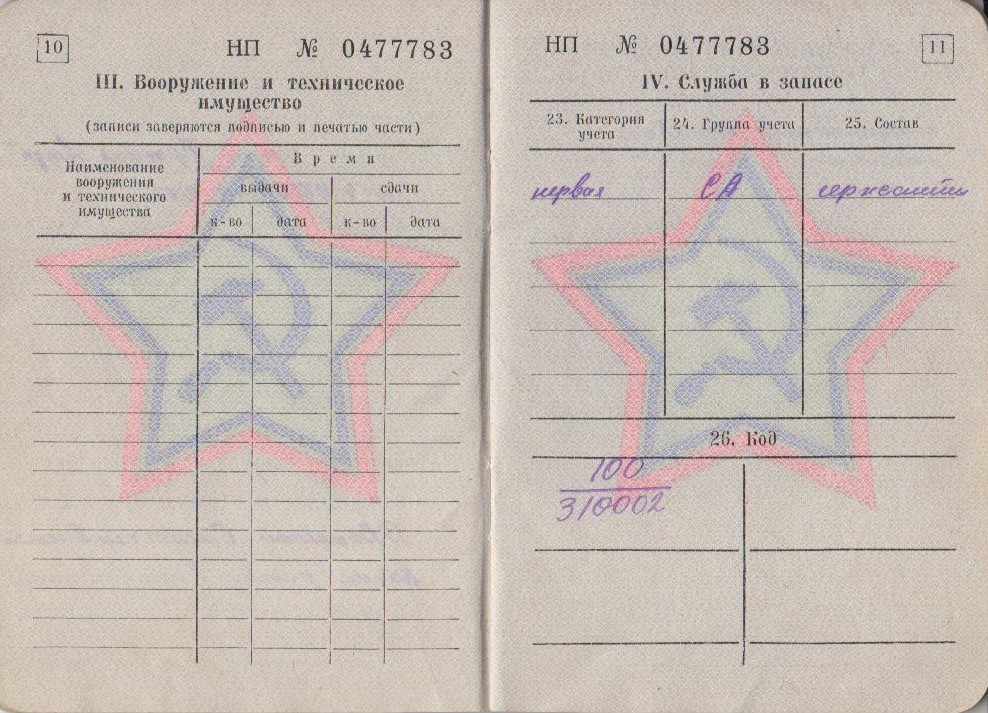 10
НП № 0477783
III. Вооружение и техническое
имущество
(записи заверяются подписью и печатью части)
Наименование
вооружения
и технического
имущества
Время
выдачи
сдачи
к-во
дата
к-во
дата
НП № 0477783
11
IV. Служба в запасе
23. Категория
учета
24. Группа учета
25. Состав
первая
СА
сержанты
26. Код
100
310002